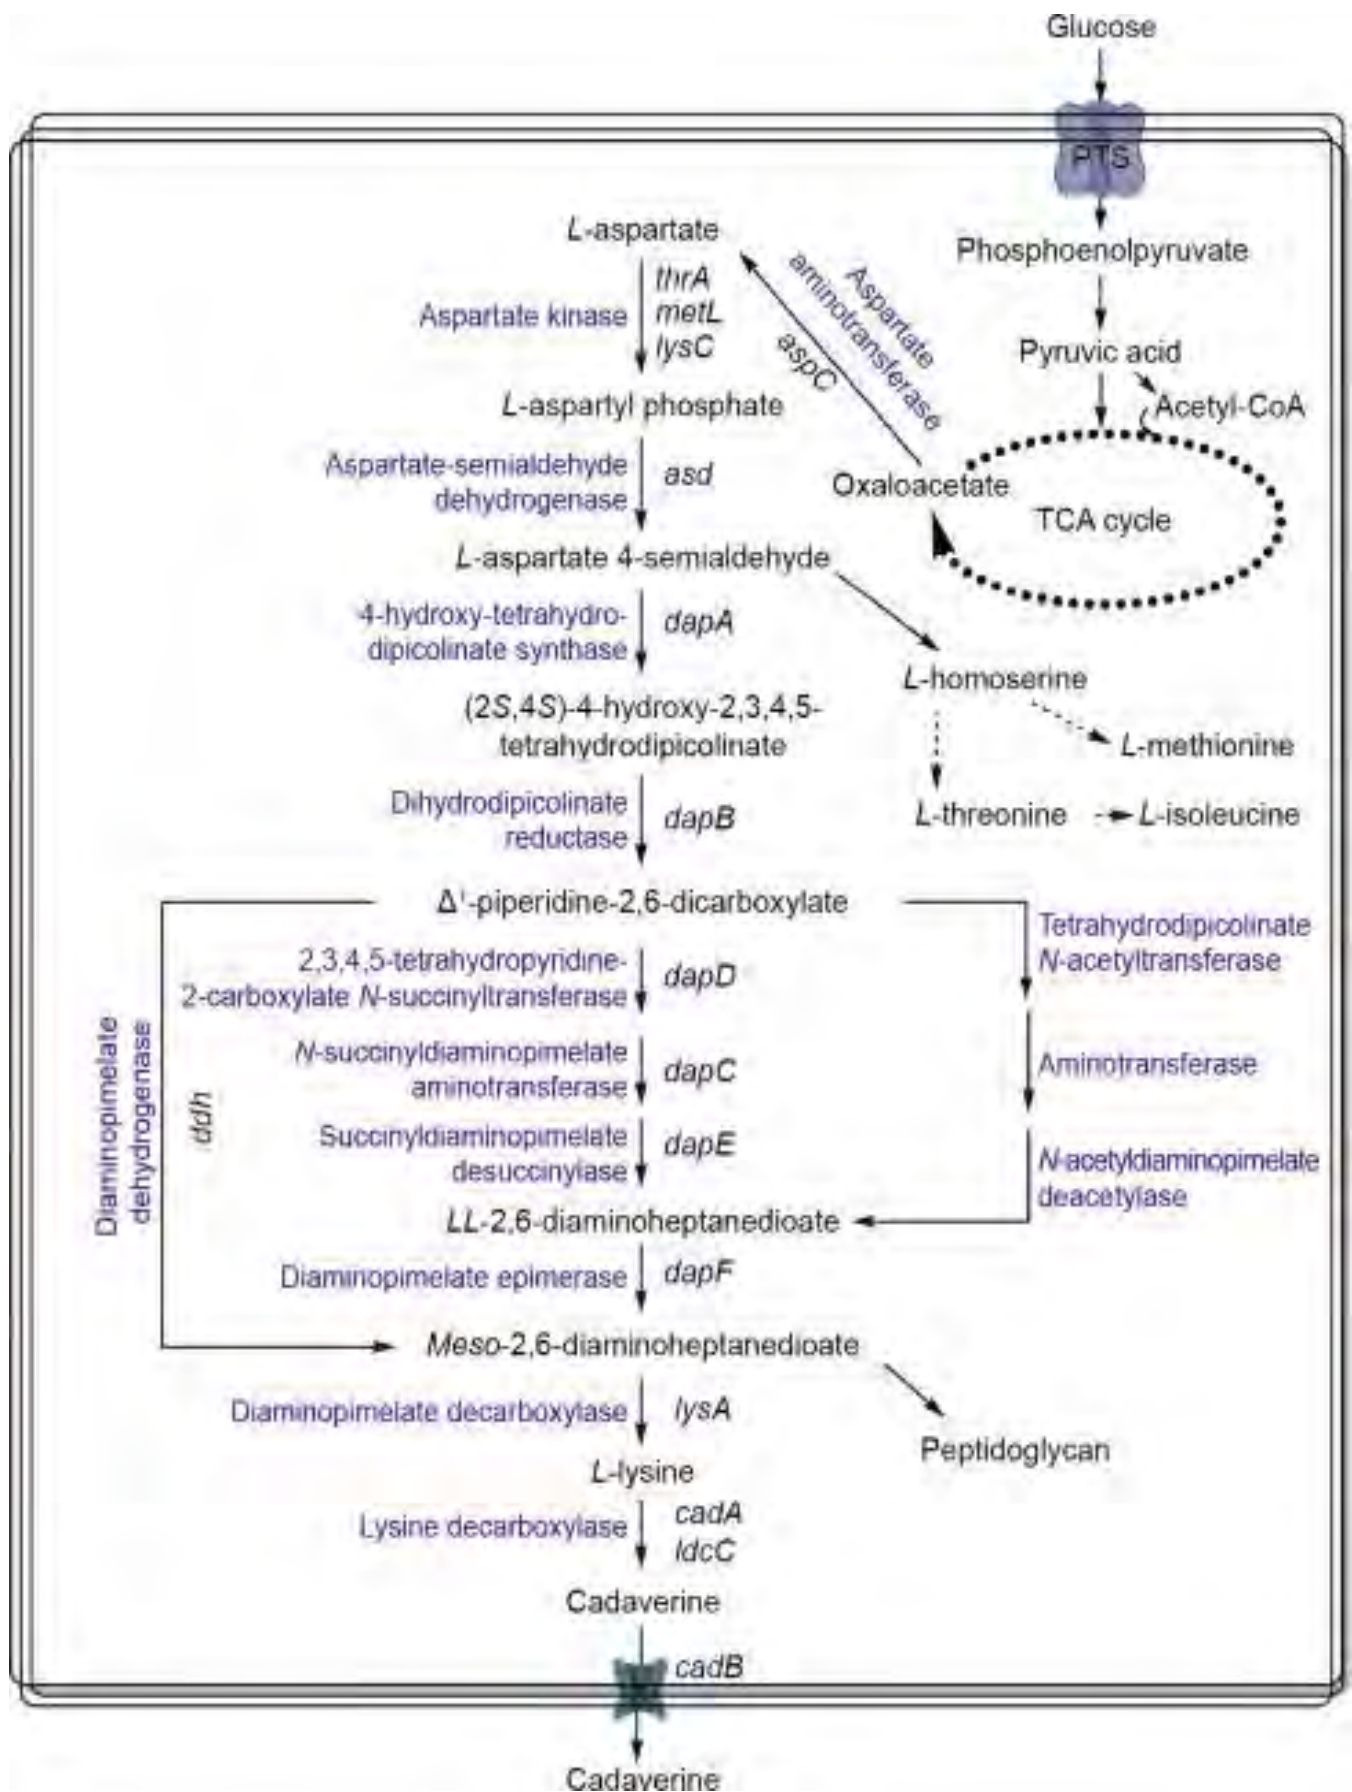 Glucose
PTS
Phosphoenolpyruvate
Pyruvic acid
Acetyl-CoA
TCA cycle
Oxaloacetate
Aspartate
aminotransferase
aspC
L-aspartate
Aspartate kinase
thrA
metL
lysC
L-aspartyl phosphate
Aspartate-semialdehyde
dehydrogenase
asd
L-aspartate 4-semialdehyde
4-hydroxy-tetrahydro-
dipicolinate synthase
dapA
L-homoserine
L-methionine
L-threonine
L-isoleucine
(2S,4S)-4-hydroxy-2,3,4,5-
tetrahydrodipicolinate
Dihydrodipicolinate
reductase
dapB
Δ¹-piperidine-2,6-dicarboxylate
2,3,4,5-tetrahydropyridine-
2-carboxylate N-succinyltransferase
dapD
N-succinyldiaminopimelate
aminotransferase
dapC
Succinyldiaminopimelate
desuccinylase
dapE
Tetrahydrodipicolinate
N-acetyltransferase
Aminotransferase
N-acetyldiaminopimelate
deacetylase
Diaminopimelate
dehydrogenase
ddh
LL-2,6-diaminoheptanedioate
Diaminopimelate epimerase
dapF
Meso-2,6-diaminoheptanedioate
Diaminopimelate decarboxylase
lysA
Peptidoglycan
L-lysine
Lysine decarboxylase
cadA
ldcC
Cadaverine
cadB
Cadaverine